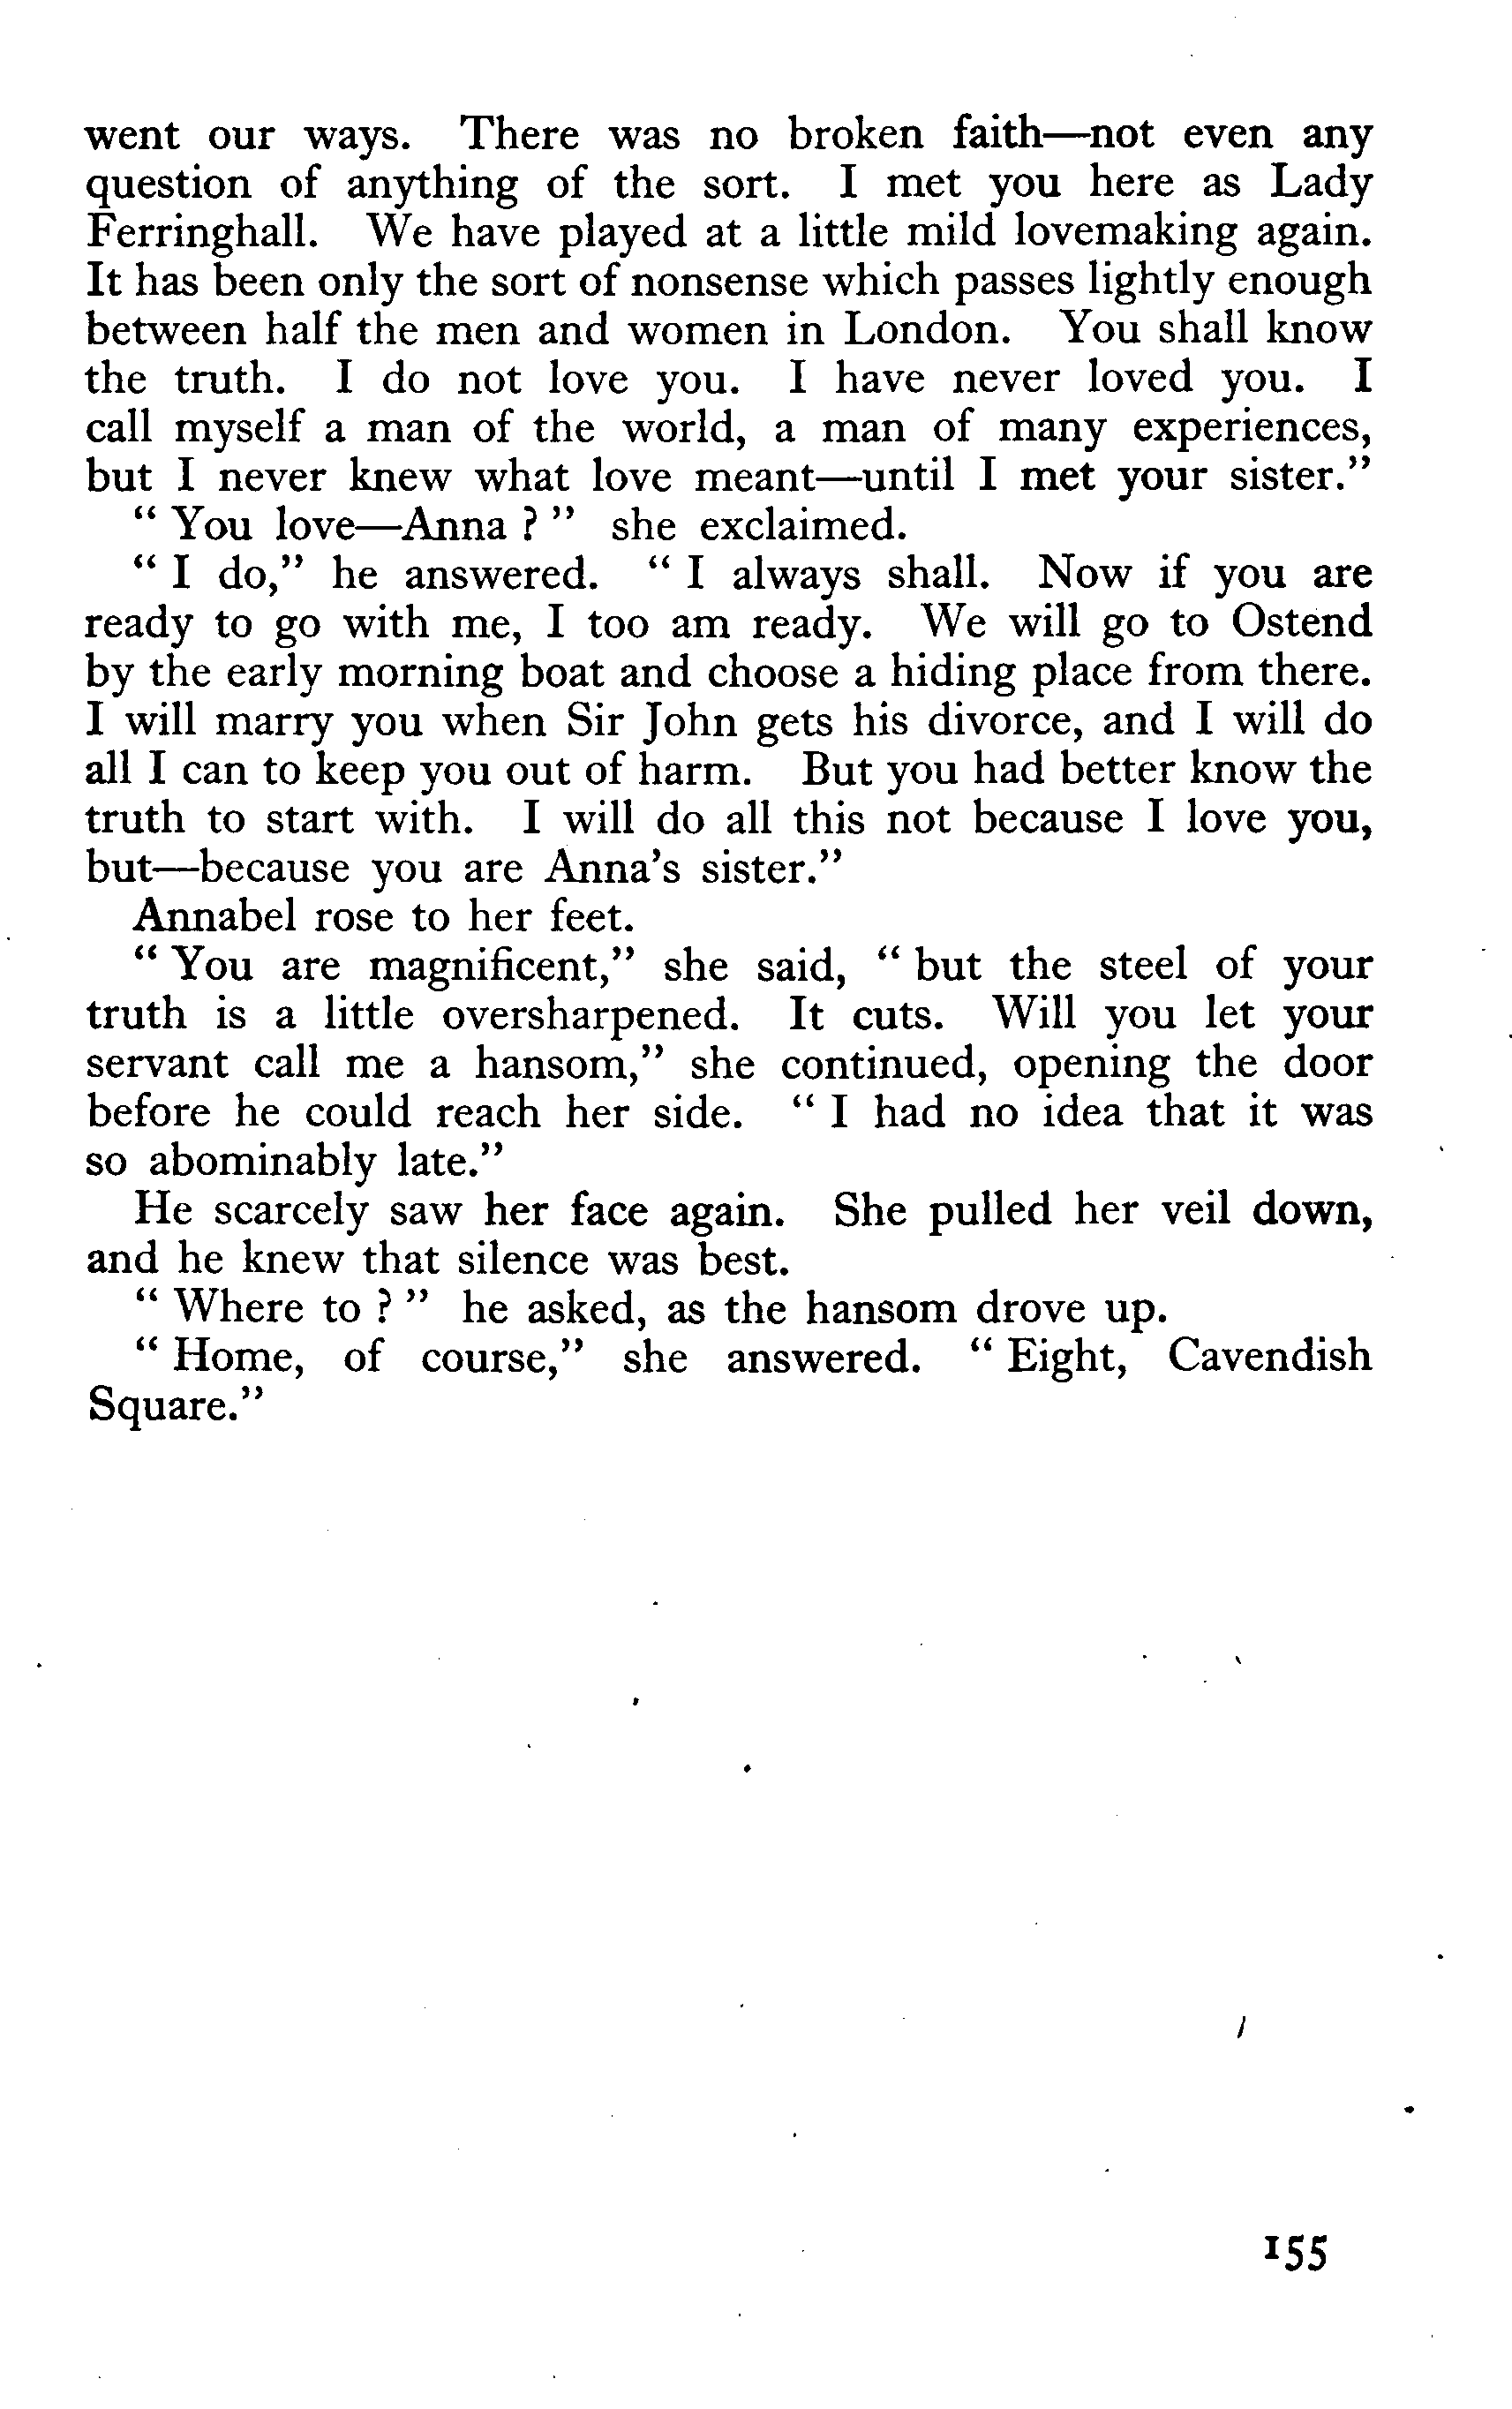 went our ways. There was no broken faith—not even any
question of anything of the sort. I met you here as Lady
Ferringhall. We have played at a little mild lovemaking again.
It has been only the sort of nonsense which passes lightly enough
between half the men and women in London. You shall know
the truth. I do not love you. I have never loved you. I
call myself a man of the world, a man of many experiences,
but I never knew what love meant—until I met your sister.”
“ You love—Anna ? ” she exclaimed.
“ I do,” he answered. “ I always shall. Now if you are
ready to go with me, I too am ready. We will go to Ostend
by the early morning boat and choose a hiding place from there.
I will marry you when Sir John gets his divorce, and I will do
all I can to keep you out of harm. But you had better know the
truth to start with. I will do all this not because I love you,
but—because you are Anna’s sister.”
Annabel rose to her feet.
“ You are magnificent,” she said, “ but the steel of your
truth is a little oversharpened. It cuts. Will you let your
servant call me a hansom,” she continued, opening the door
before he could reach her side. “ I had no idea that it was
so abominably late.”
He scarcely saw her face again. She pulled her veil down,
and he knew that silence was best.
“ Where to ? ” he asked, as the hansom drove up.
“ Home, of course,” she answered. “ Eight, Cavendish
Square.”
155